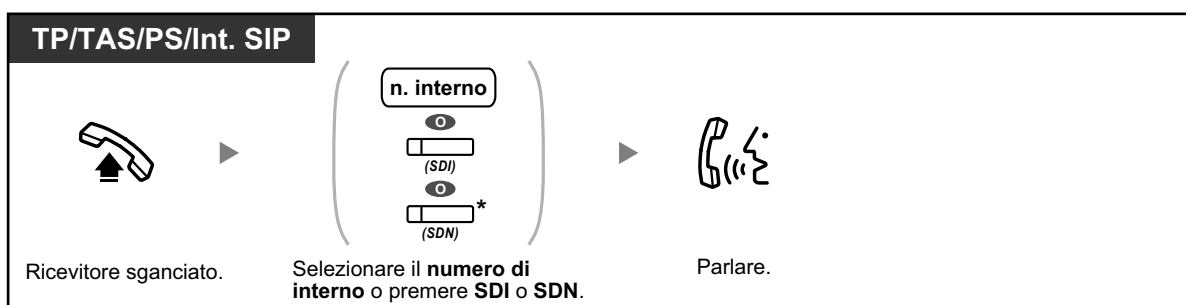 TP/TAS/PS/Int. SIP
n. interno
O
(SDI)
O
*
(SDN)
Ricevitore sganciato.
Selezionare il numero di
interno o premere SDI o SDN.
Parlare.